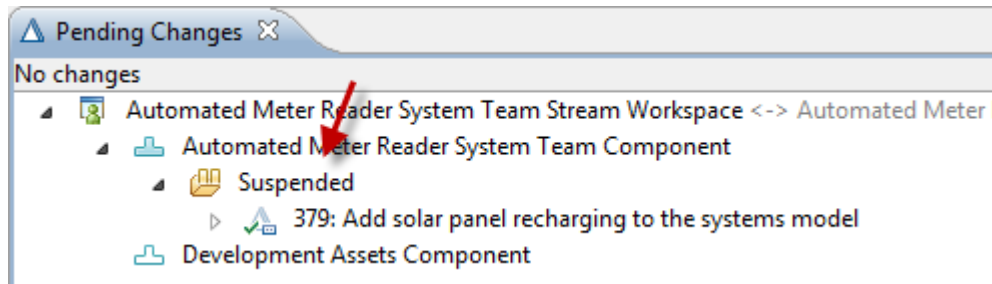 Pending Changes
No changes
Automated Meter Reader System Team Stream Workspace <-> Automated Meter
Automated Meter Reader System Team Component
Suspended
379: Add solar panel recharging to the systems model
Development Assets Component